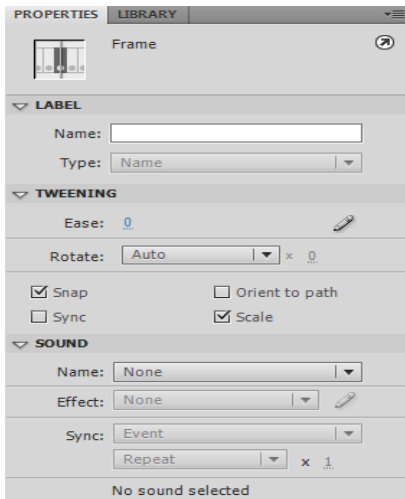 PROPERTIES LIBRARY
Frame
LABEL
Name:
Type: Name
TWEENING
Ease: 0
Rotate: Auto x 0
Snap Orient to path
Sync Scale
SOUND
Name: None
Effect: None
Sync: Event
Repeat x 1
No sound selected